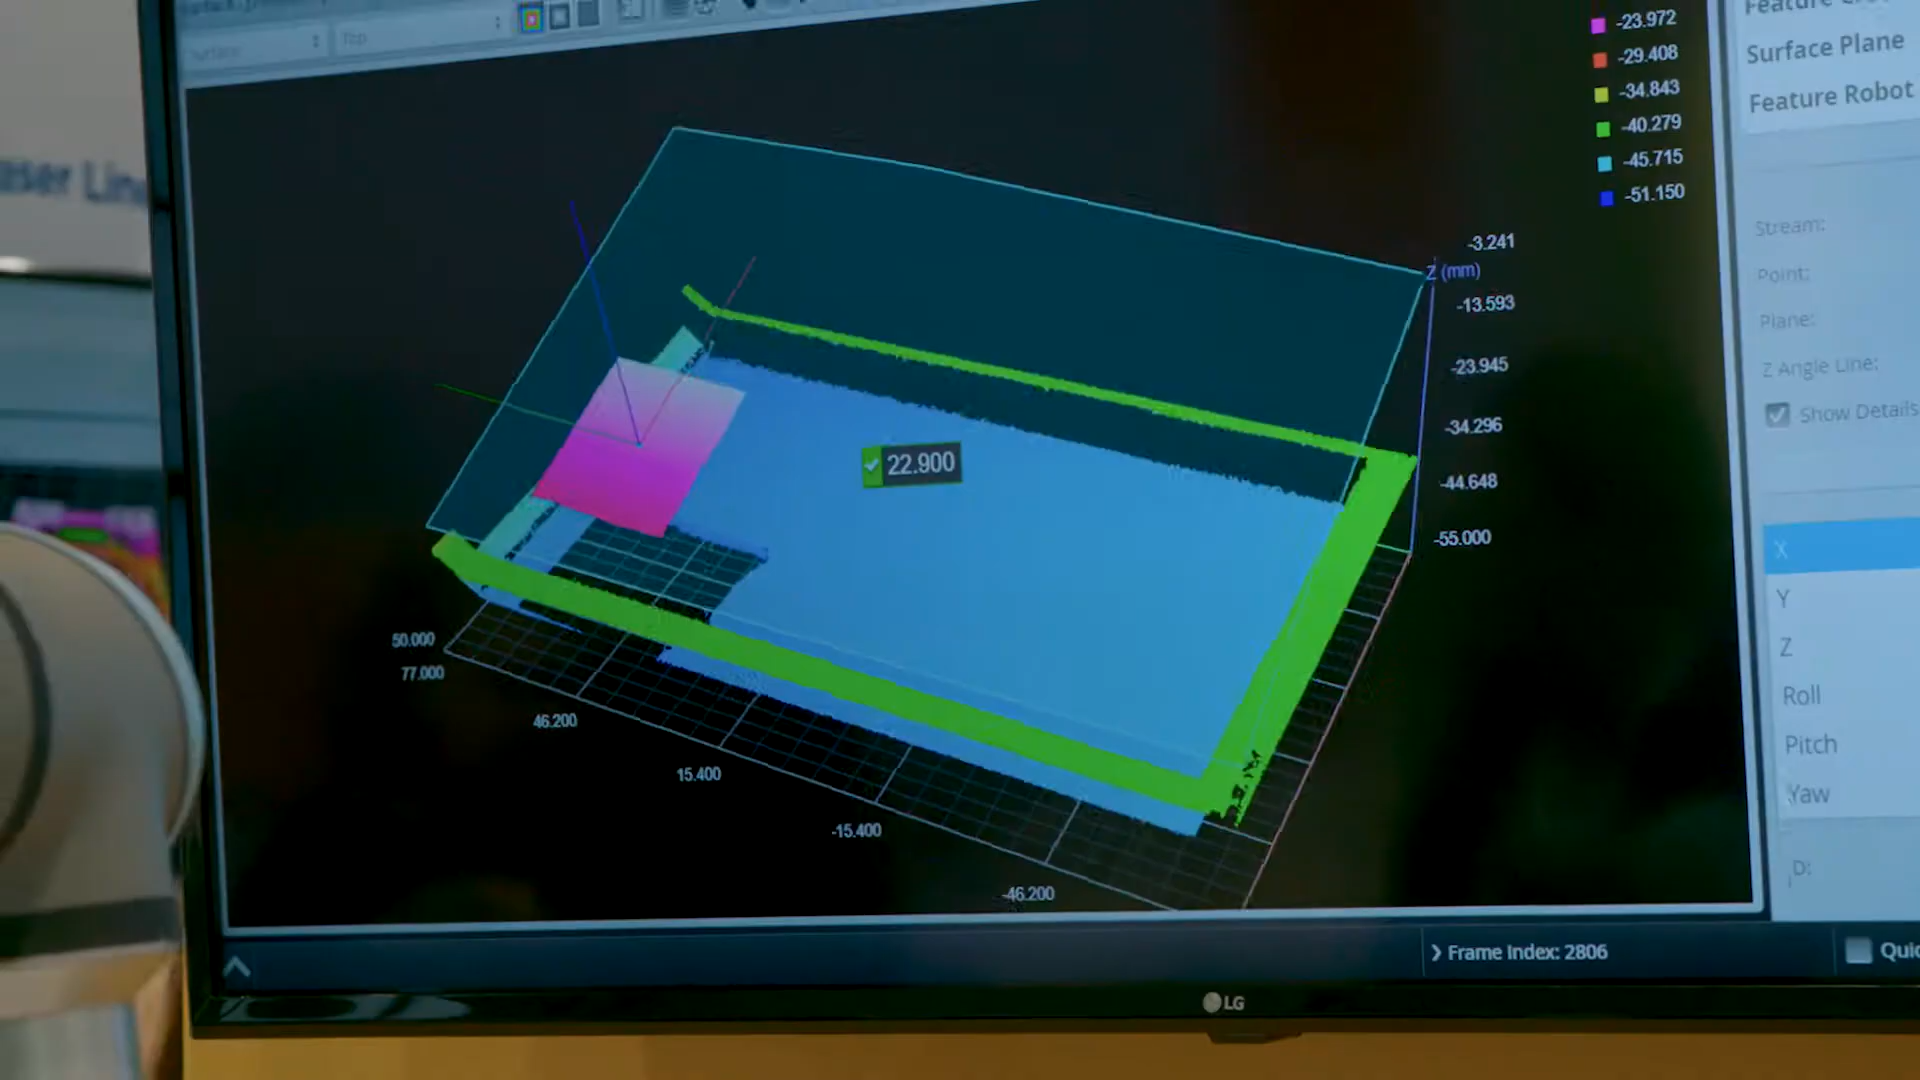 Surface
Top
-23.972
-29.408
-34.843
-40.279
-45.715
-51.150
Surface Plane
Feature Robot
-3.241
Z (mm)
-13.593
-23.945
-34.296
-44.648
-55.000
22.900
50.000
77.000
46.200
15.400
-15.400
-46.200
Stream:
Point:
Plane:
Z Angle Line:
Show Details
X
Y
Z
Roll
Pitch
Yaw
ID:
Frame Index: 2806
LG